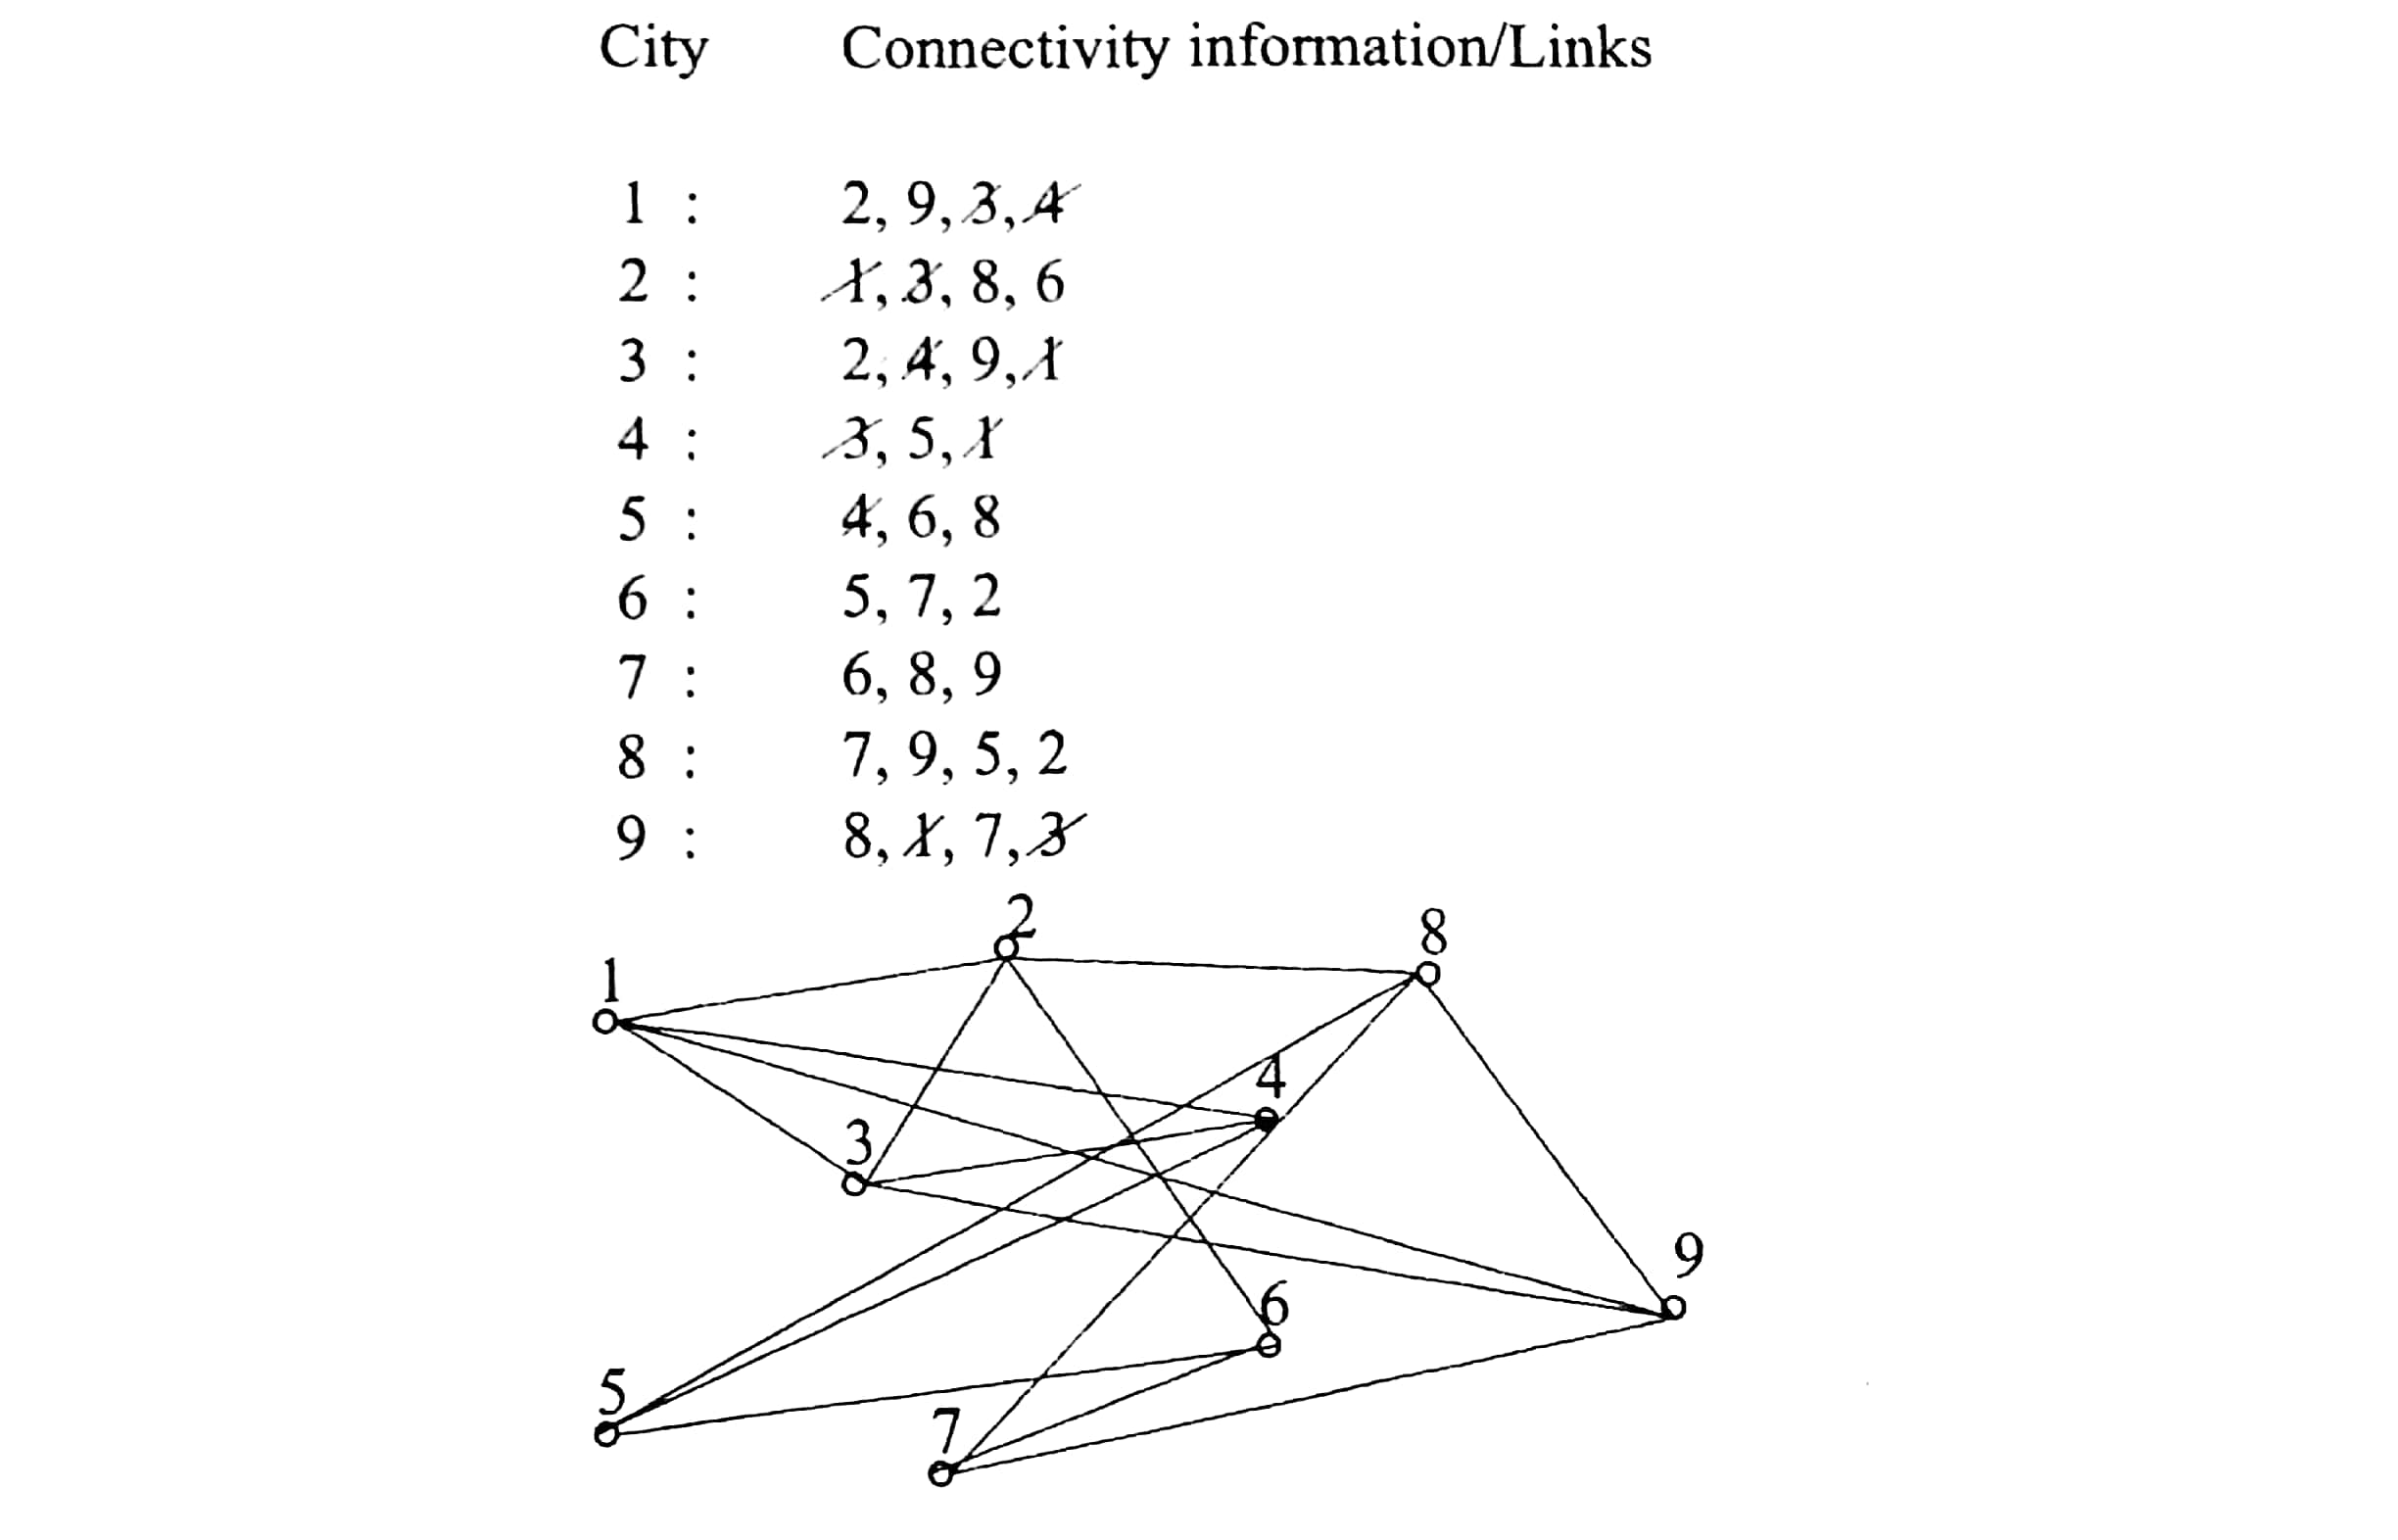 City Connectivity information/Links
1 : 2, 9, 3, 4
2 : 1, 3, 8, 6
3 : 2, 4, 9, 1
4 : 3, 5, 1
5 : 4, 6, 8
6 : 5, 7, 2
7 : 6, 8, 9
8 : 7, 9, 5, 2
9 : 8, 1, 7, 3
2
8
1
4
3
9
6
5
7